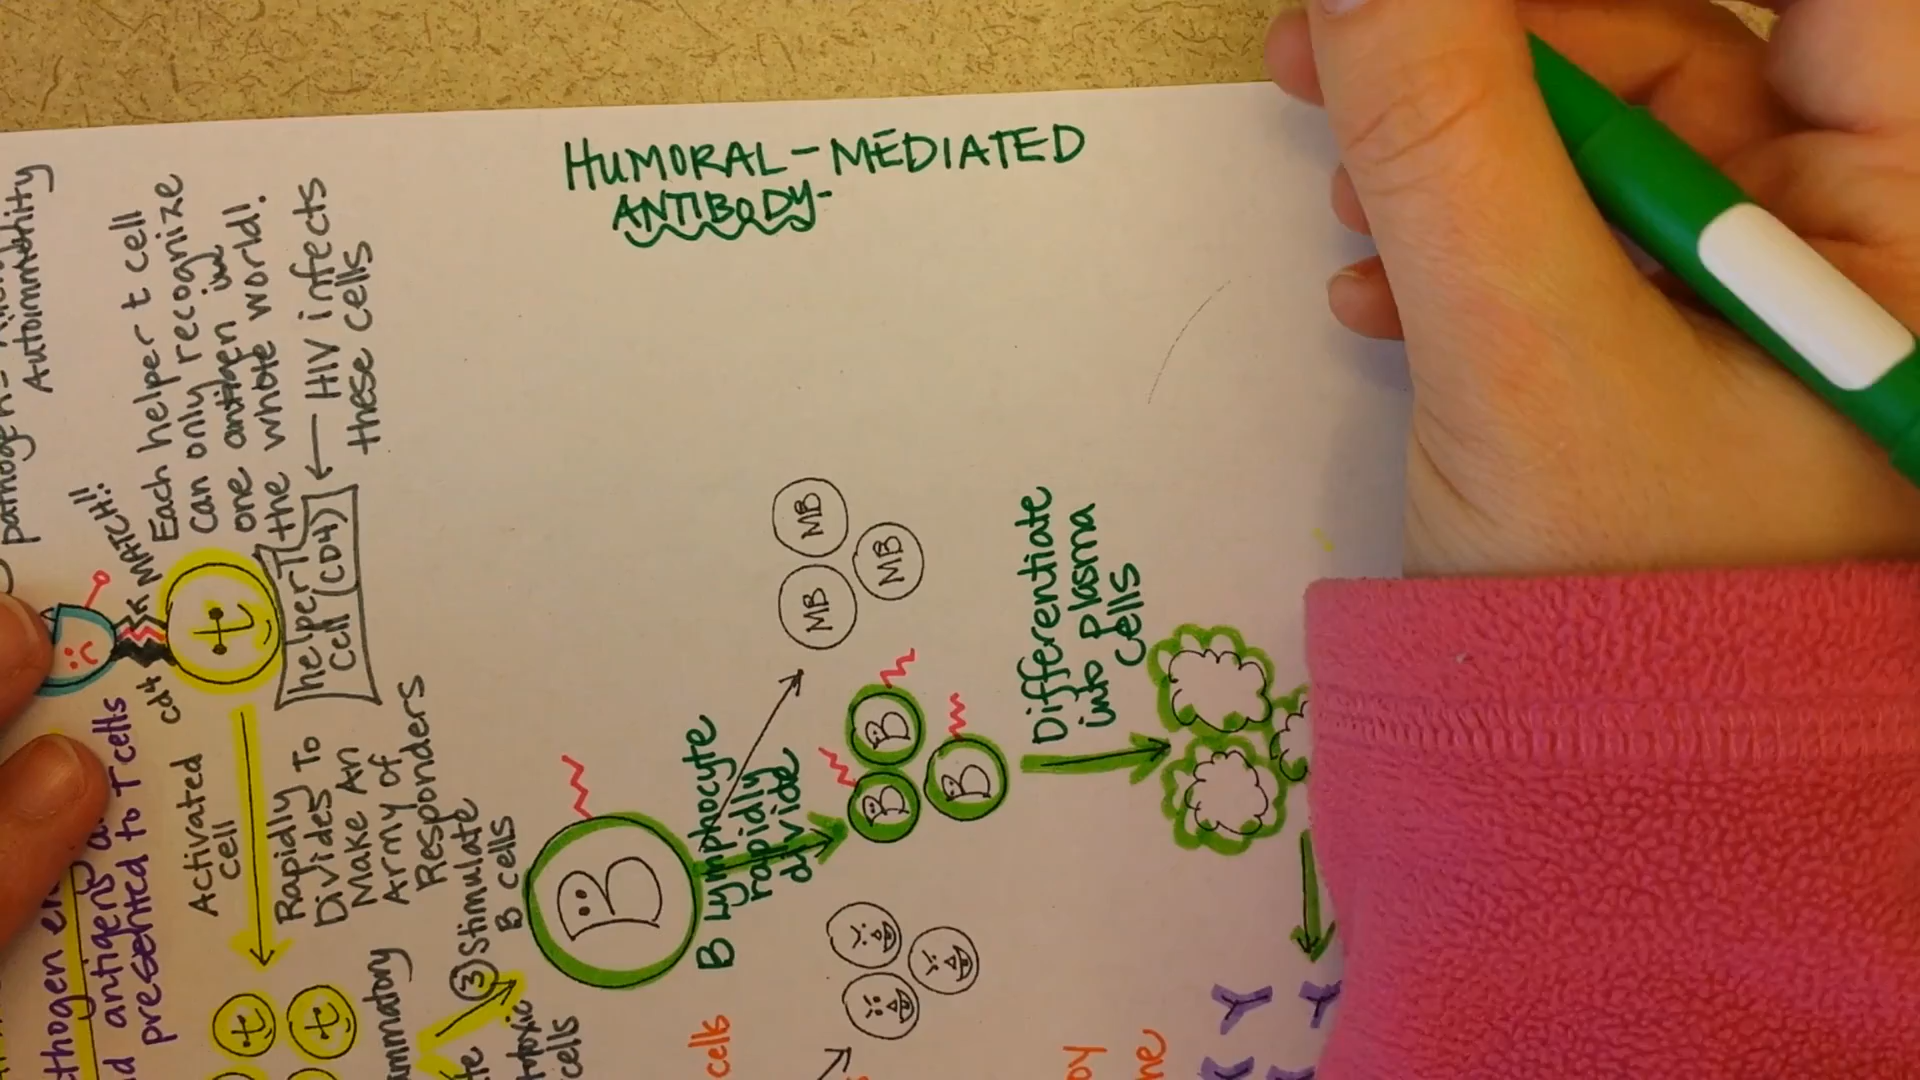 HUMORAL-MEDIATED
ANTIBODY-
Autoimmunity
MATCH!!
Each helper t cell
can only recognize
one antigen in
the whole world!
HIV infects
these cells
helper T
cell (CD4)
cd4
t
antigens
presented to T cells
Activated
cell
Rapidly
Divides To
Make An
Army of
Responders
③ Stimulate
B cells
t
t
B
B Lymphocyte
rapidly
divide
MB
MB
MB
B
B
B
Differentiate
into Plasma
cells
cells
cells